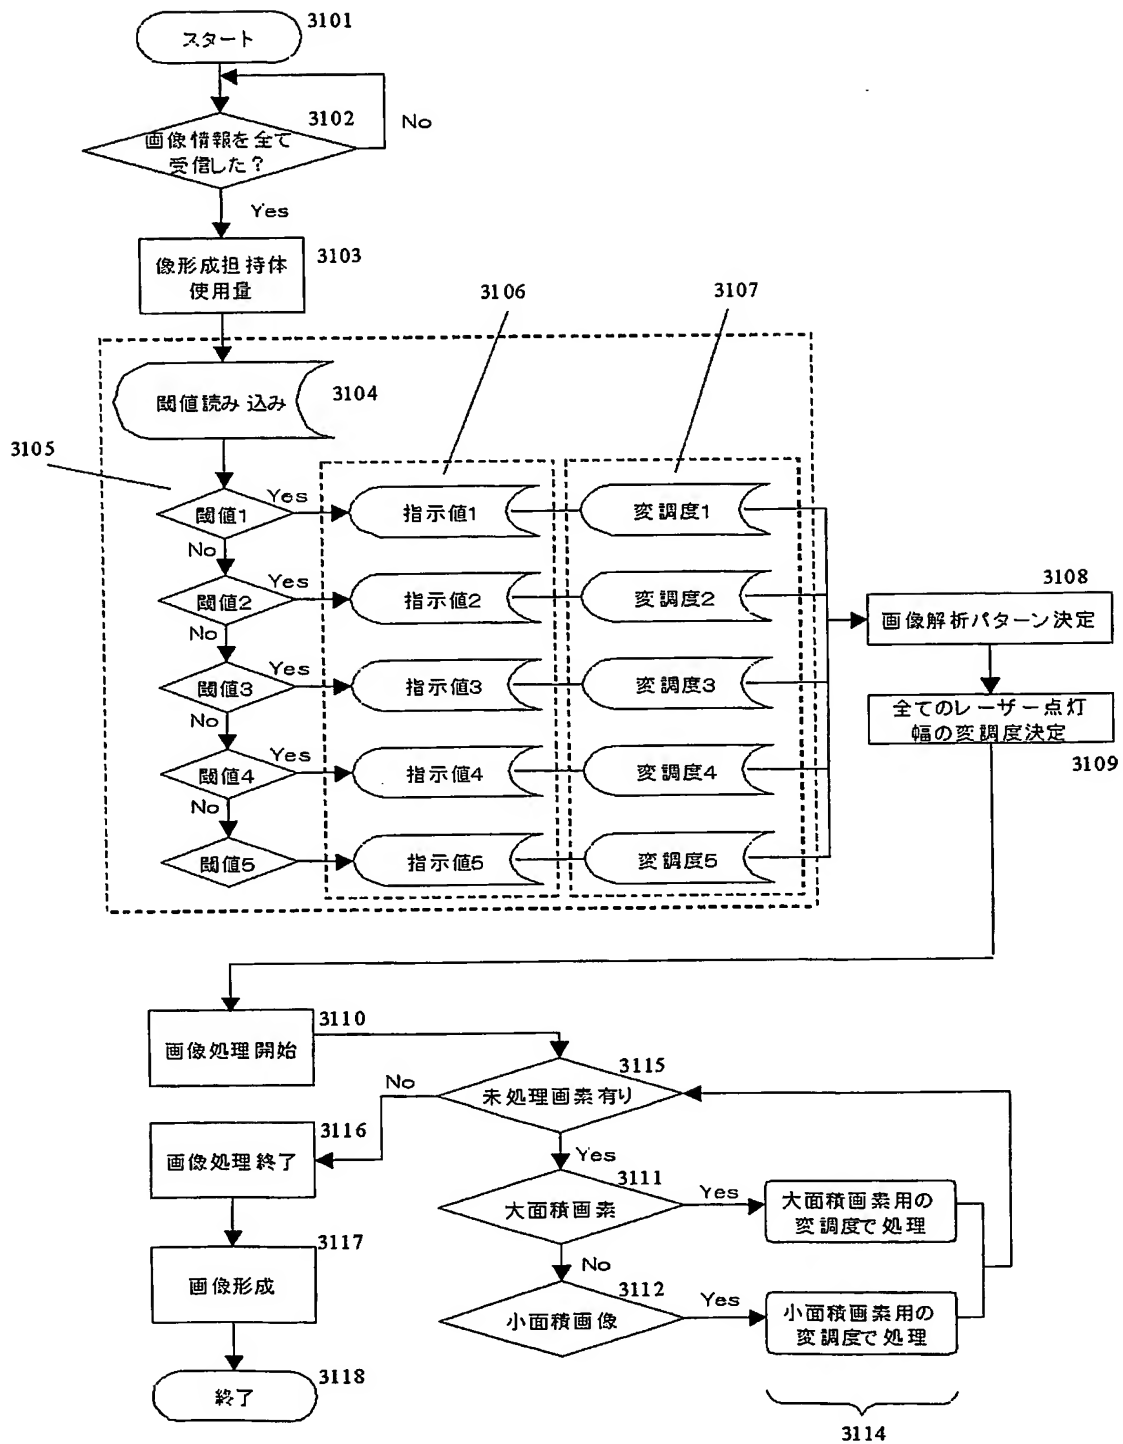 3101
スタート
3102
No
画像情報を全て
受信した?
Yes
3103
像形成担持体
使用量
3106
3107
3104
閾値読み込み
3105
Yes
閾値1
指示値1
変調度1
No
Yes
閾値2
指示値2
変調度2
No
Yes
閾値3
指示値3
変調度3
No
Yes
閾値4
指示値4
変調度4
No
閾値5
指示値5
変調度5
3108
画像解析パターン決定
全てのレーザー点灯
幅の変調度決定
3109
3110
画像処理開始
3115
未処理画素有り
No
Yes
3116
画像処理終了
3111
大面積画素
Yes
大面積画素用の
変調度で処理
No
3117
画像形成
3112
小面積画像
Yes
小面積画素用の
変調度で処理
3118
終了
3114